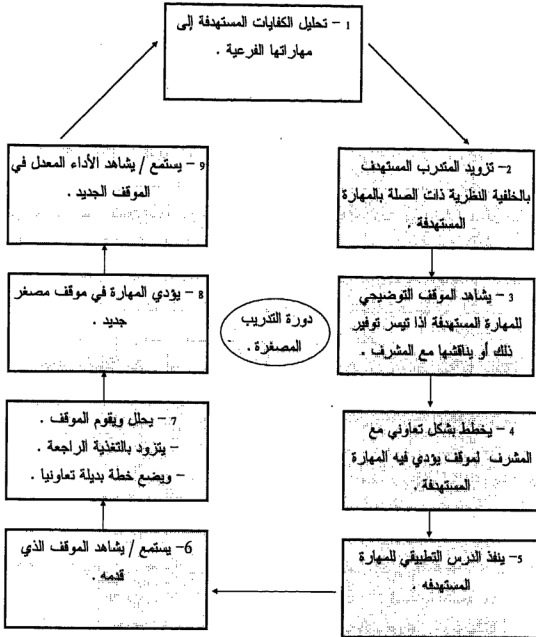 1 – تحليل الكفايات المستهدفة إلى
مهاراتها الفرعية .
2– تزويد المتدرب المستهدف
بالخلفية النظرية ذات الصلة بالمهارة
المستهدفة .
3 – يشاهد الموقف التوضيحي
للمهارة المستهدفة اذا تيسر توفير
ذلك أو يناقشها مع المشرف .
4 – يخطط بشكل تعاوني مع
المشرف لموقف يؤدي فيه المهارة
المستهدفة .
5– ينفذ الدرس التطبيقي للمهارة
المستهدفه .
6– يستمع / يشاهد الموقف الذي
قدمه .
7 – يحلل ويقوم الموقف .
– يتزود بالتغذية الراجعة .
– ويضع خطة بديلة تعاونيا .
8 – يؤدي المهارة في موقف مصغر
جديد .
9 – يستمع / يشاهد الأداء المعدل في
الموقف الجديد .
دورة التدريب
المصغرة .